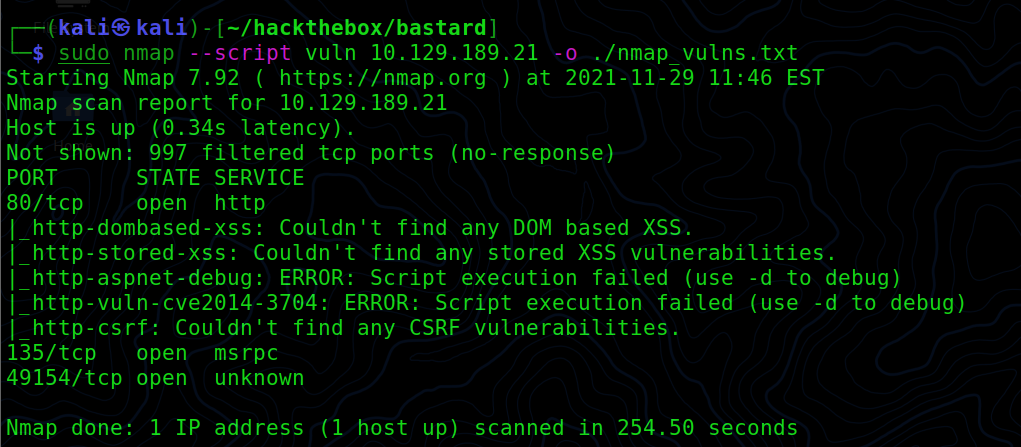 ┌──(kali㉿kali)-[~/hackthebox/bastard]
└─$ sudo nmap --script vuln 10.129.189.21 -o ./nmap_vulns.txt
Starting Nmap 7.92 ( https://nmap.org ) at 2021-11-29 11:46 EST
Nmap scan report for 10.129.189.21
Host is up (0.34s latency).
Not shown: 997 filtered tcp ports (no-response)
PORT      STATE SERVICE
80/tcp    open  http
|_http-dombased-xss: Couldn't find any DOM based XSS.
|_http-stored-xss: Couldn't find any stored XSS vulnerabilities.
|_http-aspnet-debug: ERROR: Script execution failed (use -d to debug)
|_http-vuln-cve2014-3704: ERROR: Script execution failed (use -d to debug)
|_http-csrf: Couldn't find any CSRF vulnerabilities.
135/tcp   open  msrpc
49154/tcp open  unknown
Nmap done: 1 IP address (1 host up) scanned in 254.50 seconds